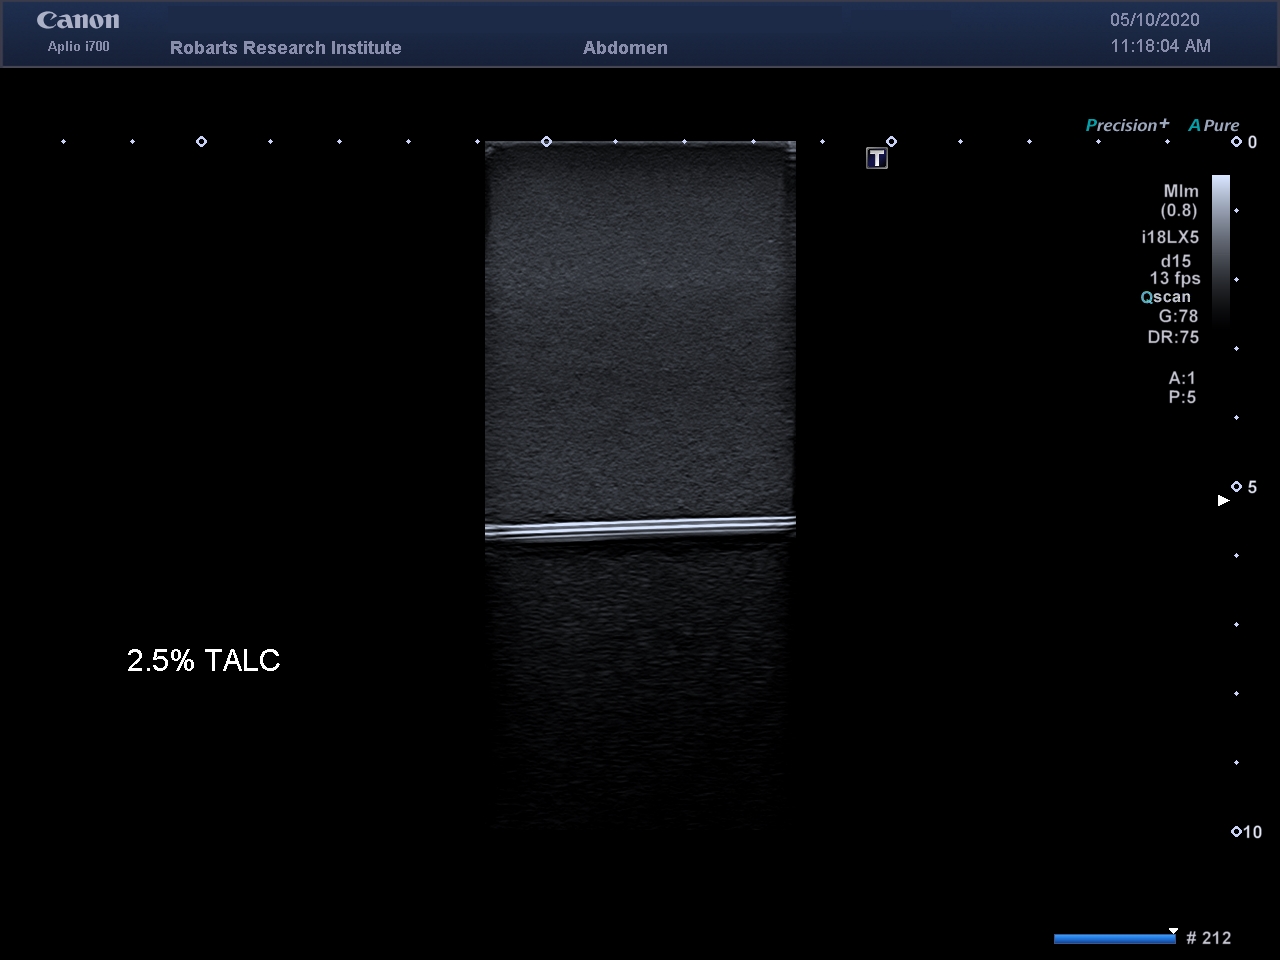 Canon
Aplio i700
Robarts Research Institute
Abdomen
05/10/2020
11:18:04 AM
Precision+ A Pure
T
0
MIm
(0.8)
i18LX5
d15
13 fps
Qscan
G:78
DR:75
A:1
P:5
5
2.5% TALC
10
# 212